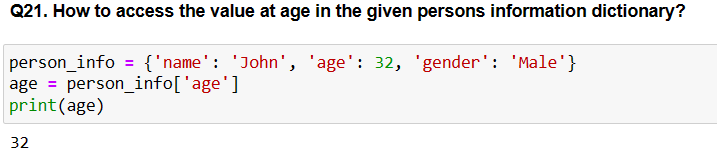 Q21. How to access the value at age in the given persons information dictionary?
person_info = {'name': 'John', 'age': 32, 'gender': 'Male'}
age = person_info['age']
print(age)
32